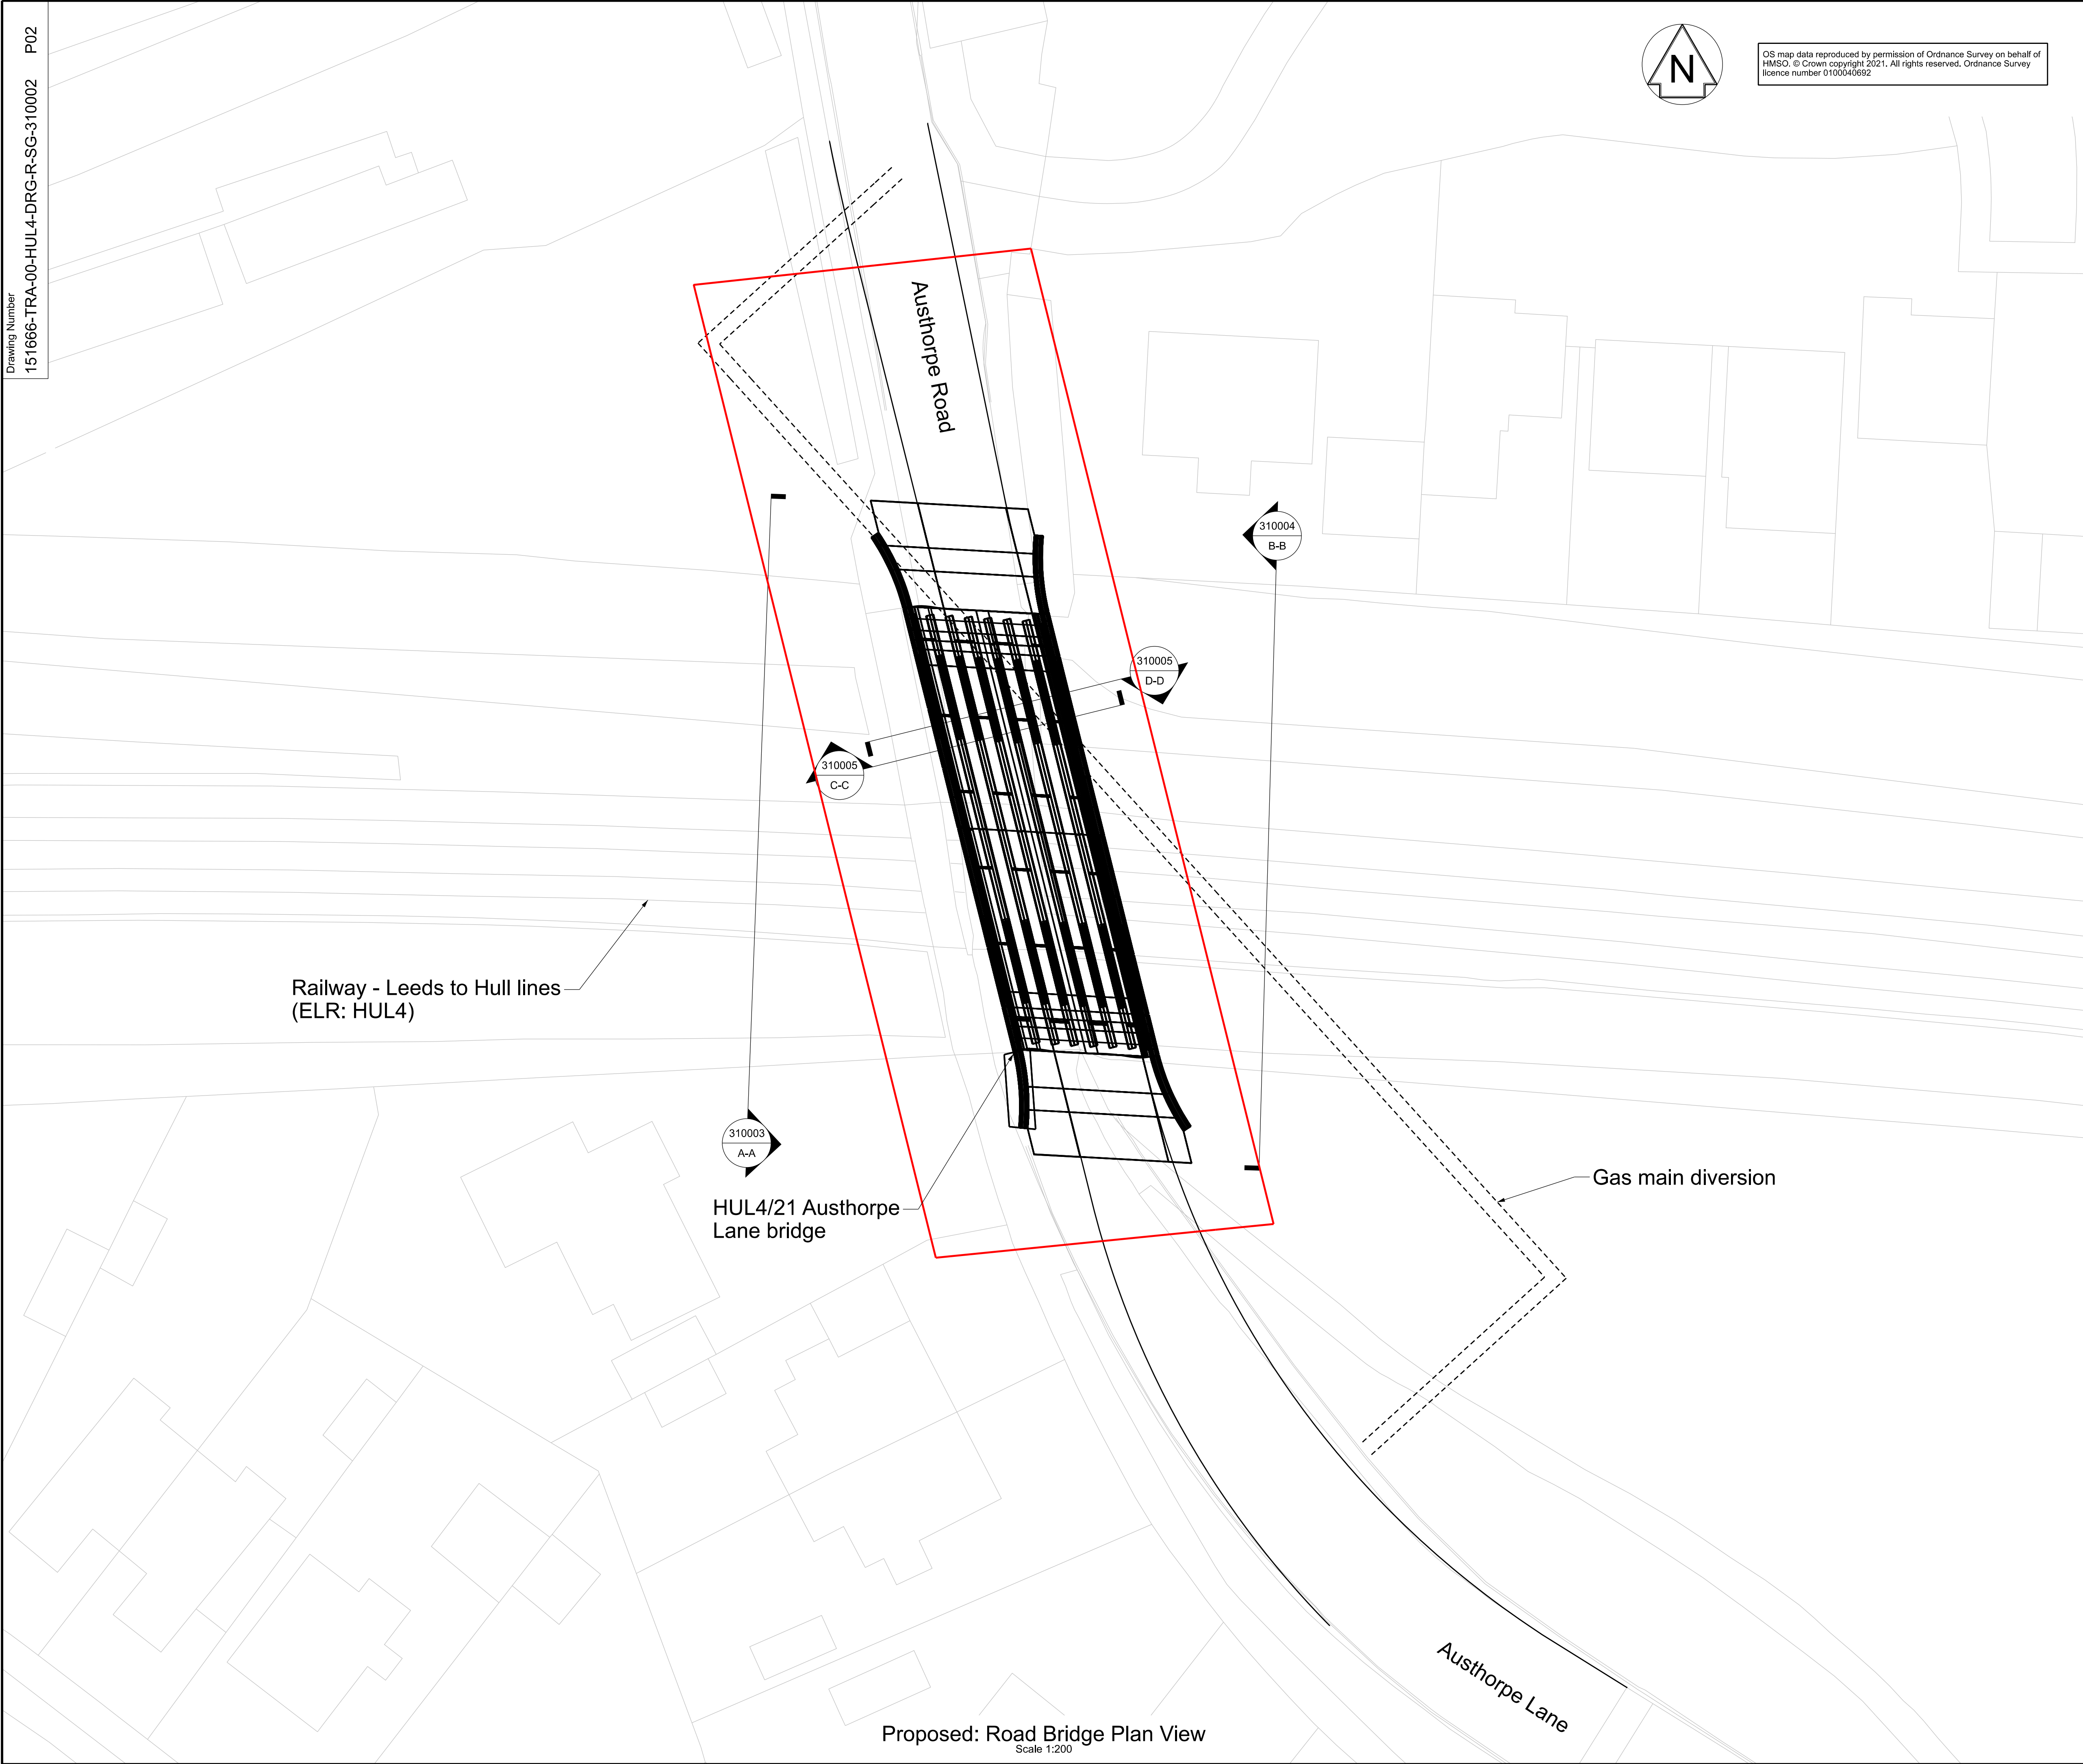 Drawing Number
151666-TRA-00-HUL4-DRG-R-SG-310002 P02
N
OS map data reproduced by permission of Ordnance Survey on behalf of
HMSO. © Crown copyright 2021. All rights reserved. Ordnance Survey
licence number 0100040692
Austhorpe Road
310004
B-B
310005
D-D
310005
C-C
Railway - Leeds to Hull lines
(ELR: HUL4)
310003
A-A
HUL4/21 Austhorpe
Lane bridge
Gas main diversion
Austhorpe Lane
Proposed: Road Bridge Plan View
Scale 1:200